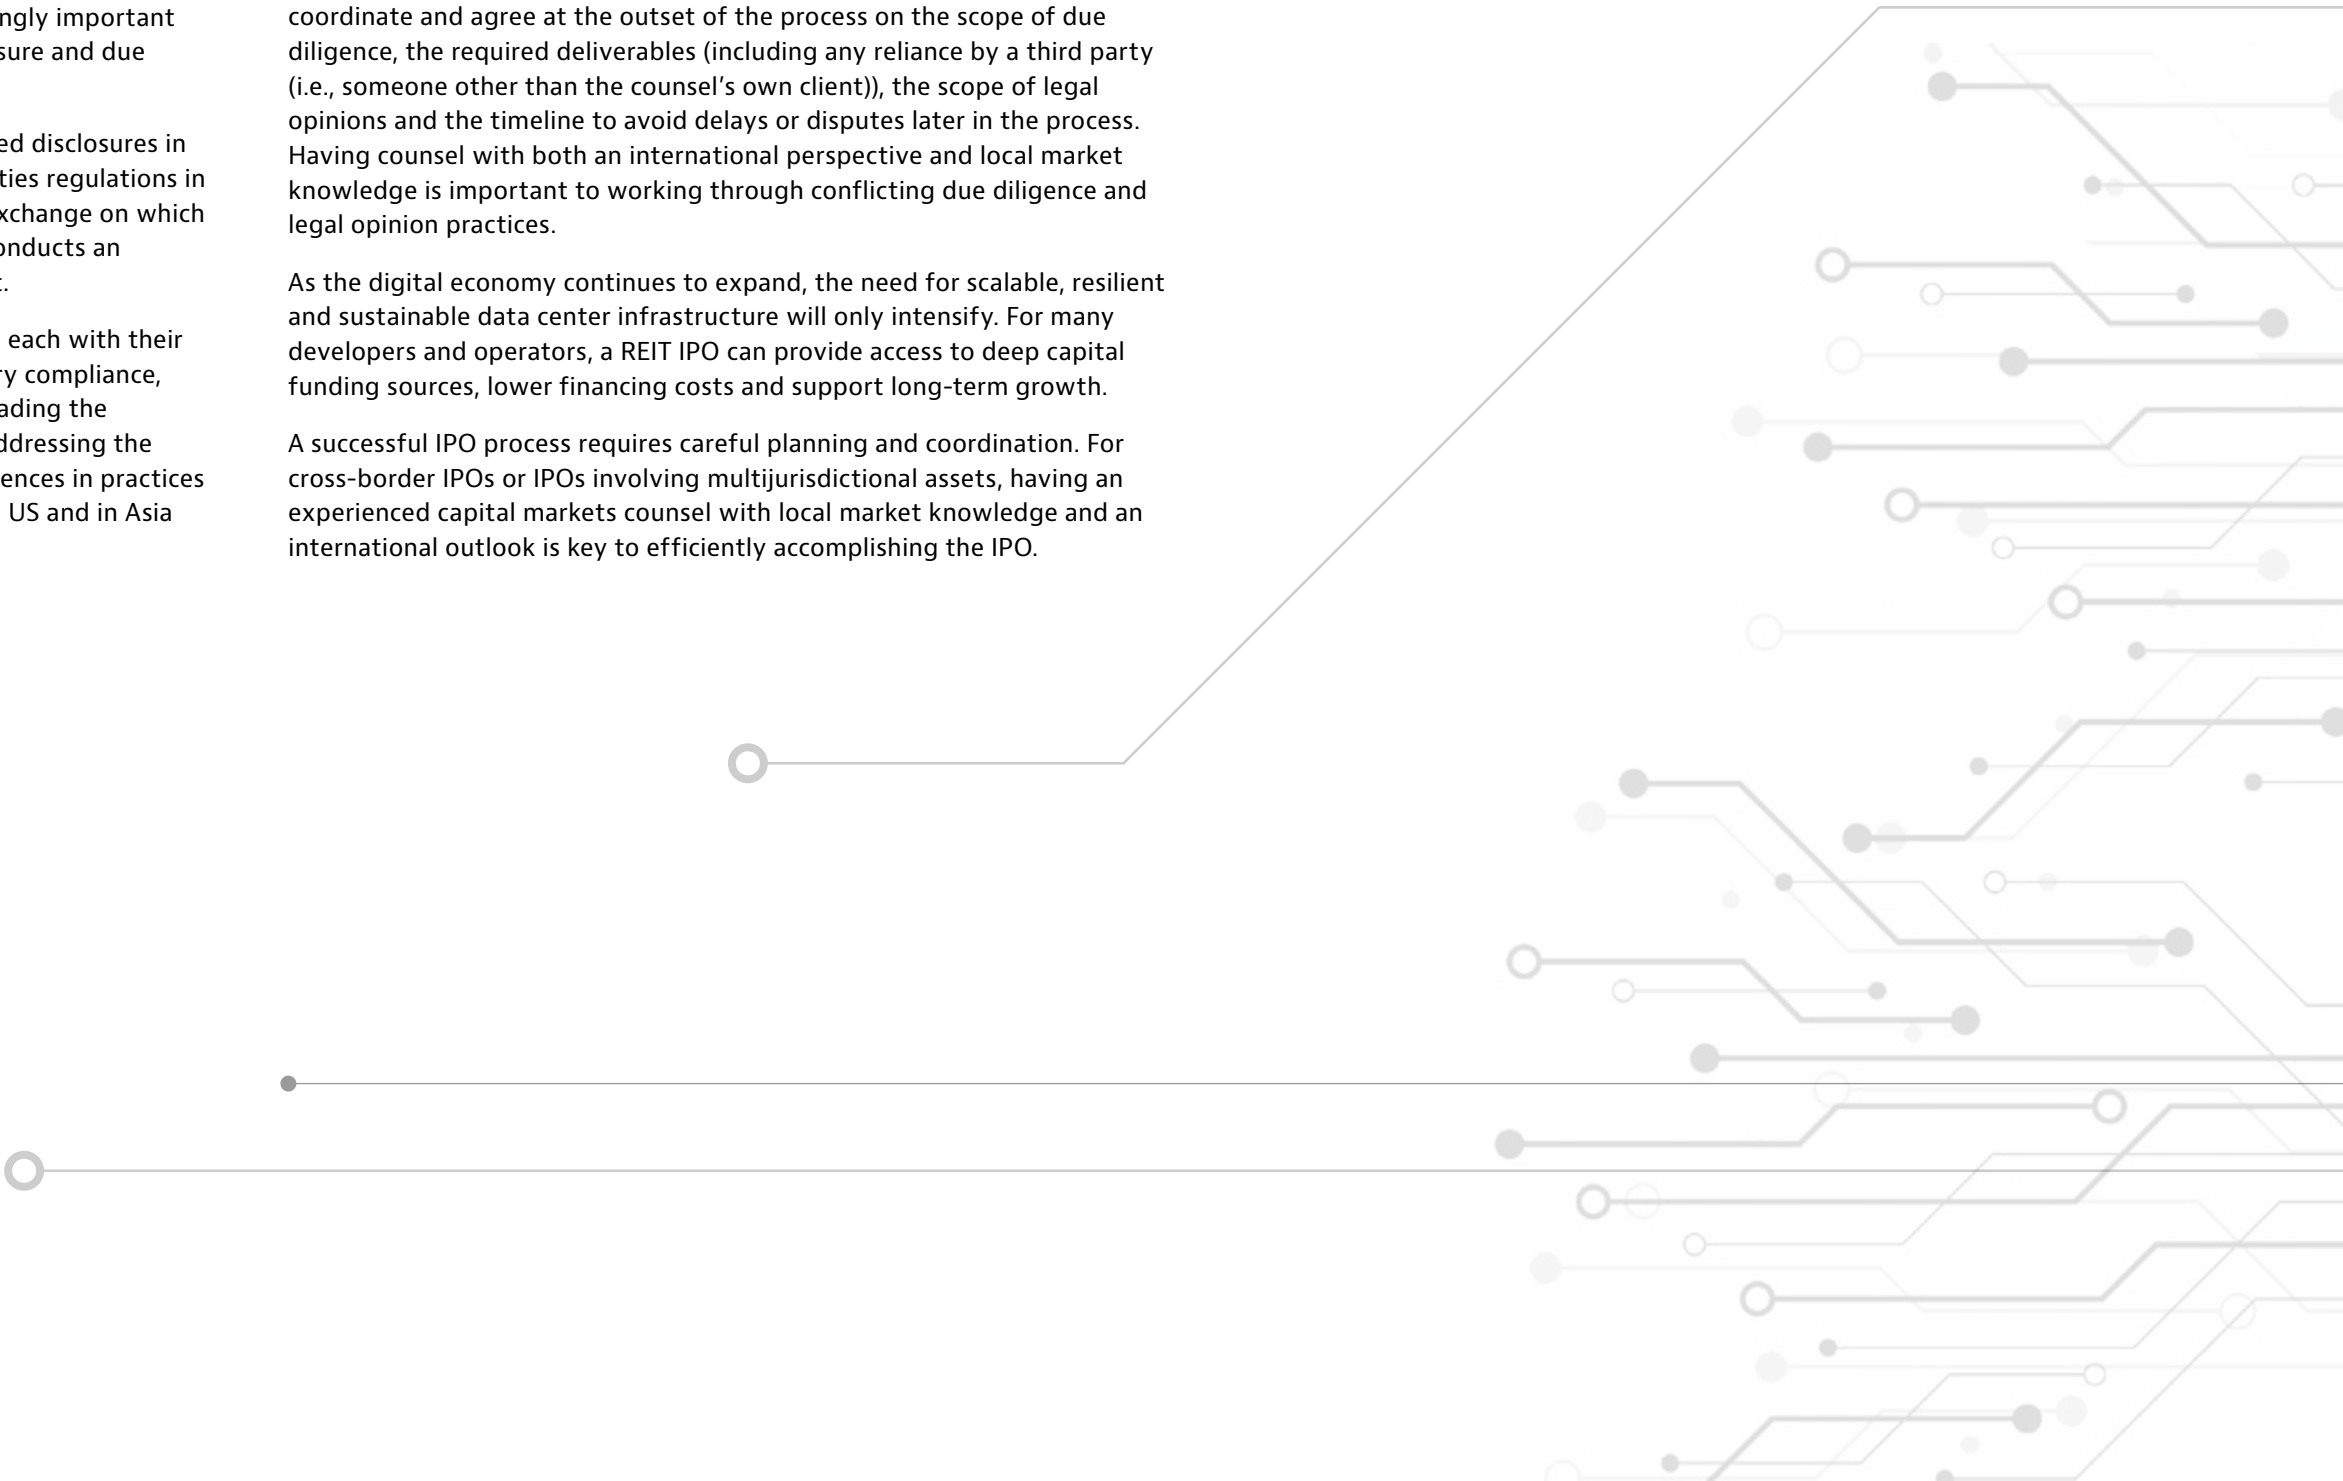 ngly important
sure and due
ed disclosures in
ties regulations in
xchange on which
onducts an
t.
each with their
ry compliance,
ading the
ddressing the
ences in practices
US and in Asia
coordinate and agree at the outset of the process on the scope of due
diligence, the required deliverables (including any reliance by a third party
(i.e., someone other than the counsel’s own client)), the scope of legal
opinions and the timeline to avoid delays or disputes later in the process.
Having counsel with both an international perspective and local market
knowledge is important to working through conflicting due diligence and
legal opinion practices.
As the digital economy continues to expand, the need for scalable, resilient
and sustainable data center infrastructure will only intensify. For many
developers and operators, a REIT IPO can provide access to deep capital
funding sources, lower financing costs and support long-term growth.
A successful IPO process requires careful planning and coordination. For
cross-border IPOs or IPOs involving multijurisdictional assets, having an
experienced capital markets counsel with local market knowledge and an
international outlook is key to efficiently accomplishing the IPO.